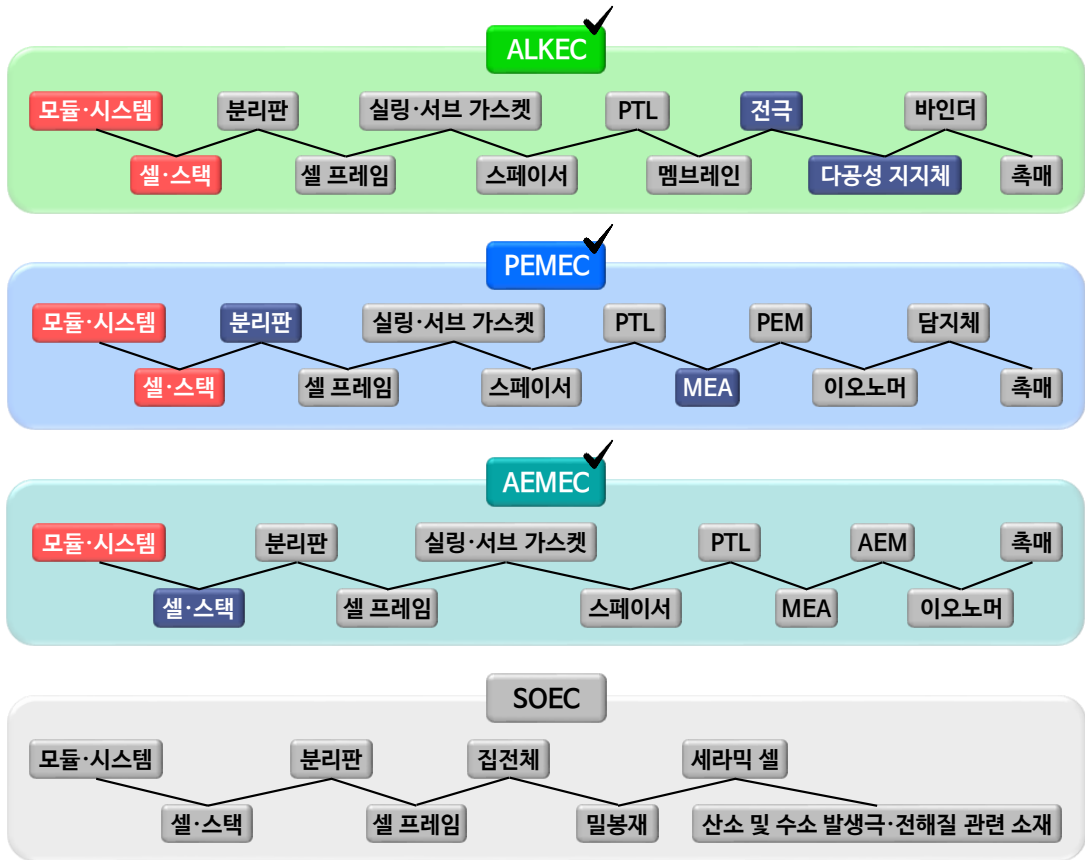 ALKEC
모듈·시스템 분리판 실링·서브 가스켓 PTL 전극 바인더
셀·스택 셀 프레임 스페이서 멤브레인 다공성 지지체 촉매
PEMEC
모듈·시스템 분리판 실링·서브 가스켓 PTL PEM 담지체
셀·스택 셀 프레임 스페이서 MEA 이오노머 촉매
AEMEC
모듈·시스템 분리판 실링·서브 가스켓 PTL AEM 촉매
셀·스택 셀 프레임 스페이서 MEA 이오노머
SOEC
모듈·시스템 분리판 집전체 세라믹 셀
셀·스택 셀 프레임 밀봉재 산소 및 수소 발생극·전해질 관련 소재